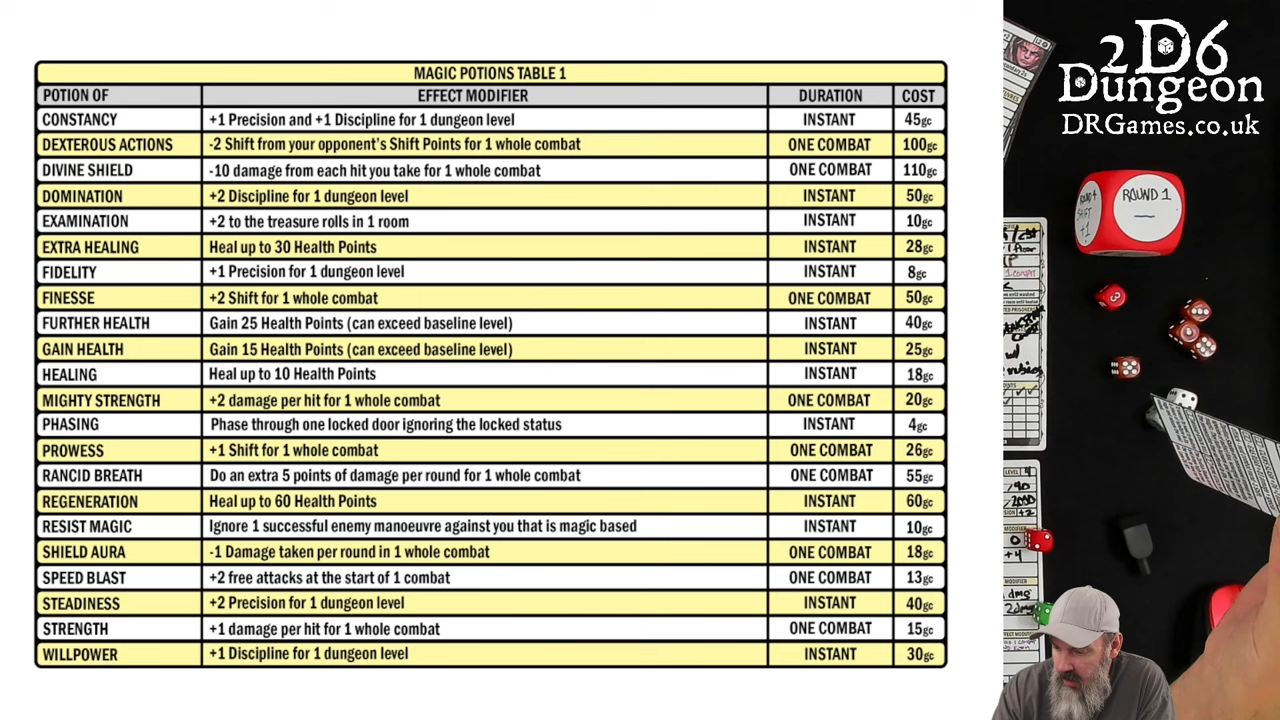 MAGIC POTIONS TABLE 1
POTION OF EFFECT MODIFIER DURATION COST
CONSTANCY +1 Precision and +1 Discipline for 1 dungeon level INSTANT 45gc
DEXTEROUS ACTIONS -2 Shift from your opponent's Shift Points for 1 whole combat ONE COMBAT 100gc
DIVINE SHIELD -10 damage from each hit you take for 1 whole combat ONE COMBAT 110gc
DOMINATION +2 Discipline for 1 dungeon level INSTANT 50gc
EXAMINATION +2 to the treasure rolls in 1 room INSTANT 10gc
EXTRA HEALING Heal up to 30 Health Points INSTANT 28gc
FIDELITY +1 Precision for 1 dungeon level INSTANT 8gc
FINESSE +2 Shift for 1 whole combat ONE COMBAT 50gc
FURTHER HEALTH Gain 25 Health Points (can exceed baseline level) INSTANT 40gc
GAIN HEALTH Gain 15 Health Points (can exceed baseline level) INSTANT 25gc
HEALING Heal up to 10 Health Points INSTANT 18gc
MIGHTY STRENGTH +2 damage per hit for 1 whole combat ONE COMBAT 20gc
PHASING Phase through one locked door ignoring the locked status INSTANT 4gc
PROWESS +1 Shift for 1 whole combat ONE COMBAT 26gc
RANCID BREATH Do an extra 5 points of damage per round for 1 whole combat ONE COMBAT 55gc
REGENERATION Heal up to 60 Health Points INSTANT 60gc
RESIST MAGIC Ignore 1 successful enemy manoeuvre against you that is magic based INSTANT 10gc
SHIELD AURA -1 Damage taken per round in 1 whole combat ONE COMBAT 18gc
SPEED BLAST +2 free attacks at the start of 1 combat ONE COMBAT 13gc
STEADINESS +2 Precision for 1 dungeon level INSTANT 40gc
STRENGTH +1 damage per hit for 1 whole combat ONE COMBAT 15gc
WILLPOWER +1 Discipline for 1 dungeon level INSTANT 30gc
2D6
Dungeon
DRGames.co.uk
ROUND 1
SHIFT
+1
3
LEVEL
MODIFIER
+4